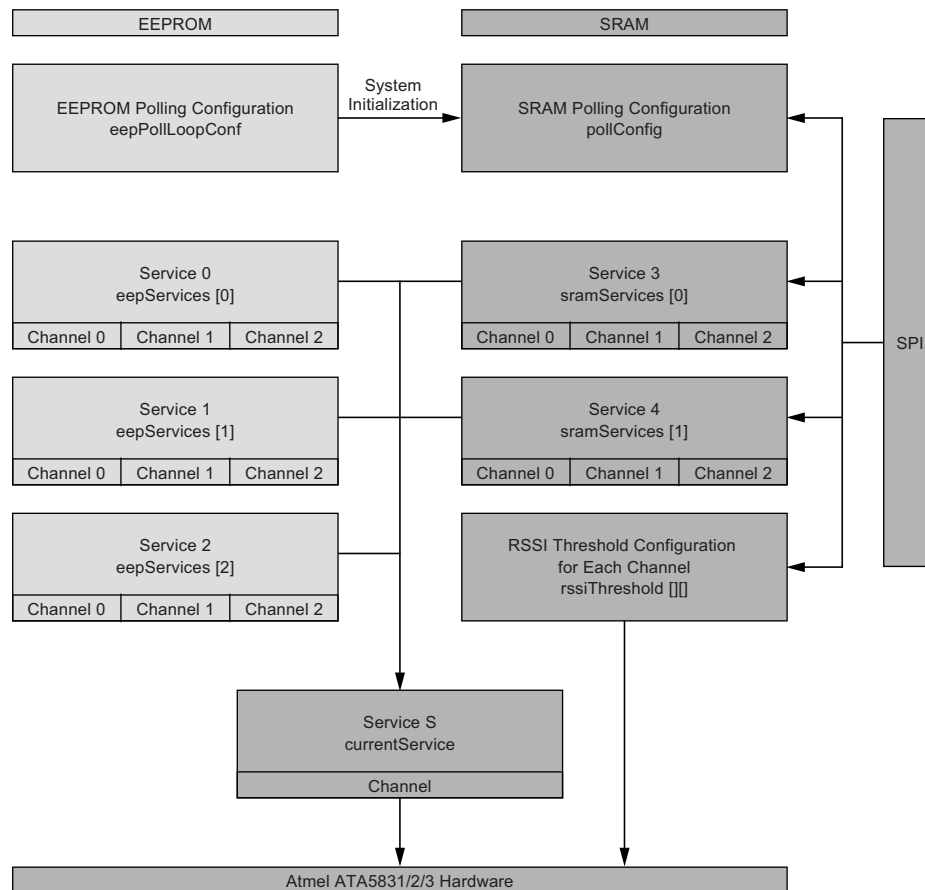 EEPROM
SRAM
EEPROM Polling Configuration
eepPollLoopConf
System
Initialization
SRAM Polling Configuration
pollConfig
Service 0
eepServices [0]
Channel 0
Channel 1
Channel 2
Service 3
sramServices [0]
Channel 0
Channel 1
Channel 2
SPI
Service 1
eepServices [1]
Channel 0
Channel 1
Channel 2
Service 4
sramServices [1]
Channel 0
Channel 1
Channel 2
Service 2
eepServices [2]
Channel 0
Channel 1
Channel 2
RSSI Threshold Configuration
for Each Channel
rssiThreshold [][]
Service S
currentService
Channel
Atmel ATA5831/2/3 Hardware